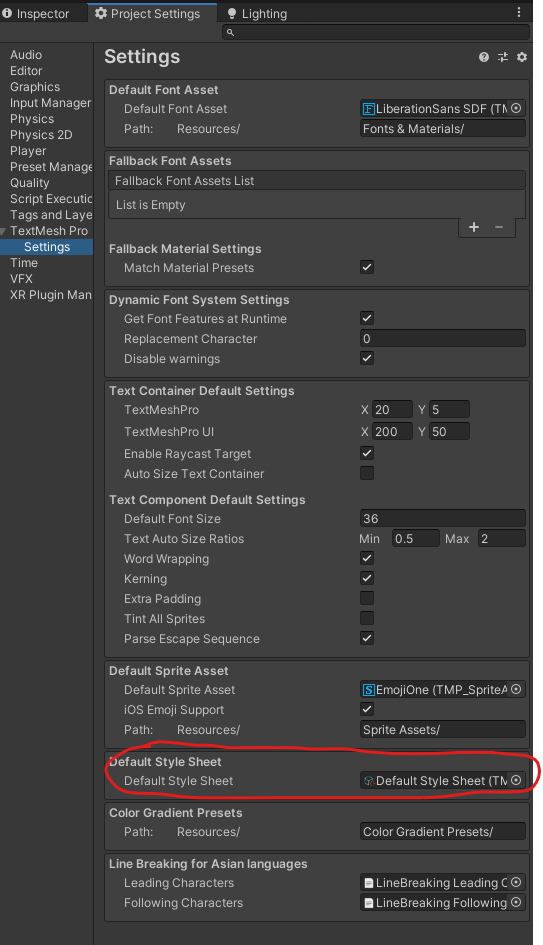 Inspector Project Settings Lighting
Settings
Audio
Editor
Graphics
Input Manager
Physics
Physics 2D
Player
Preset Manage
Quality
Script Executio
Tags and Laye
TextMesh Pro
Settings
Time
VFX
XR Plugin Man
Default Font Asset
Default Font Asset LiberationSans SDF (TM
Path: Resources/ Fonts & Materials/
Fallback Font Assets
Fallback Font Assets List
List is Empty
Fallback Material Settings
Match Material Presets
Dynamic Font System Settings
Get Font Features at Runtime
Replacement Character 0
Disable warnings
Text Container Default Settings
TextMeshPro X 20 Y 5
TextMeshPro UI X 200 Y 50
Enable Raycast Target
Auto Size Text Container
Text Component Default Settings
Default Font Size 36
Text Auto Size Ratios Min 0.5 Max 2
Word Wrapping
Kerning
Extra Padding
Tint All Sprites
Parse Escape Sequence
Default Sprite Asset
Default Sprite Asset EmojiOne (TMP_SpriteA
iOS Emoji Support
Path: Resources/ Sprite Assets/
Default Style Sheet
Default Style Sheet Default Style Sheet (TM
Color Gradient Presets
Path: Resources/ Color Gradient Presets/
Line Breaking for Asian languages
Leading Characters LineBreaking Leading C
Following Characters LineBreaking Following